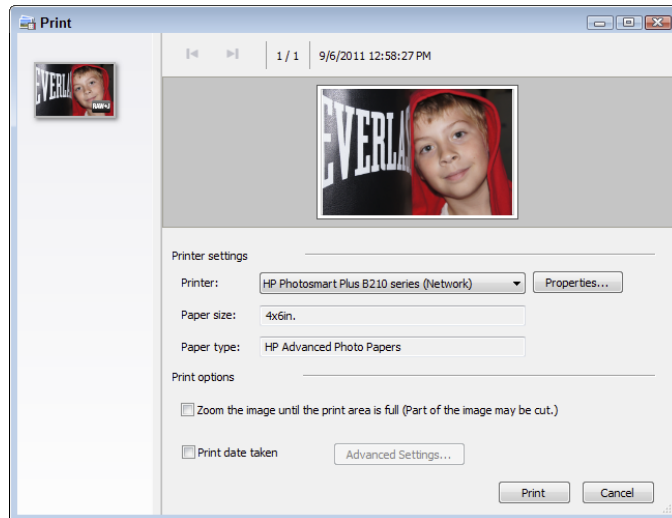 Print
RAW+J
EVERLAS
1 / 1
9/6/2011 12:58:27 PM
EVERLAS
Printer settings
Printer:
HP Photosmart Plus B210 series (Network)
Properties...
Paper size:
4x6in.
Paper type:
HP Advanced Photo Papers
Print options
Zoom the image until the print area is full (Part of the image may be cut.)
Print date taken
Advanced Settings...
Print
Cancel